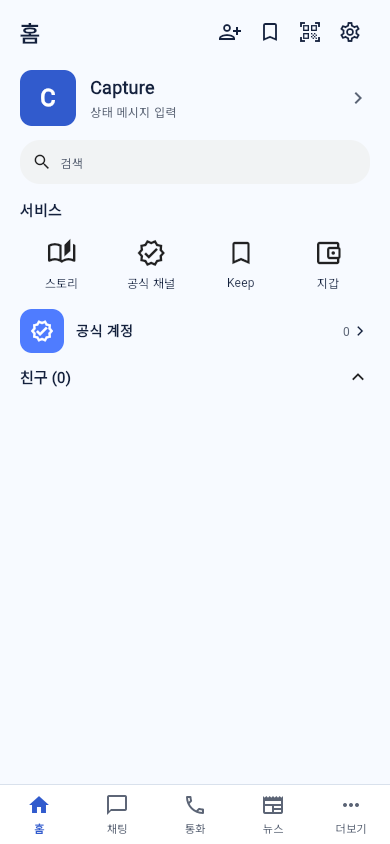 홈
C
Capture
상태 메시지 입력
검색
서비스
스토리 공식 채널 Keep 지갑
공식 계정 0
친구 (0)
홈 채팅 통화 뉴스 더보기